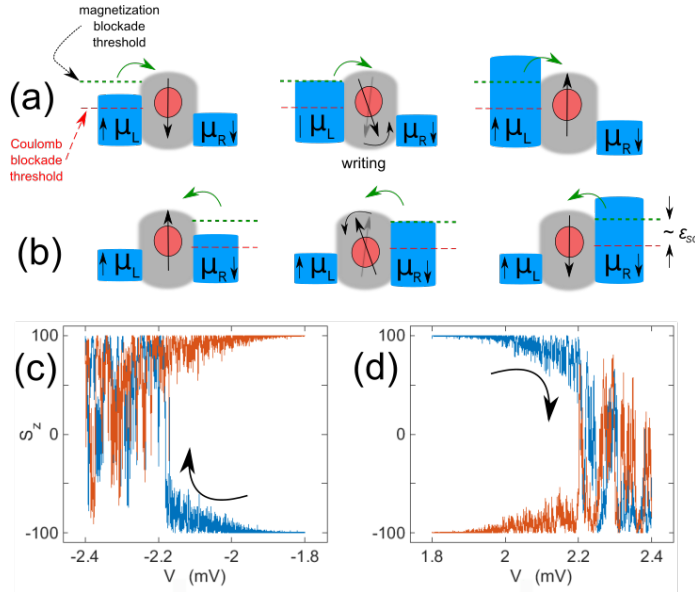 magnetization
blockade
threshold
(a)
μL μR
μL μR
μL μR
Coulomb
blockade
threshold
writing
(b)
μL μR
μL μR
μL μR
~ εsc
(c)
(d)
100
0
-100
Sz
-2.4 -2.2 -2 -1.8
V (mV)
100
0
-100
1.8 2 2.2 2.4
V (mV)